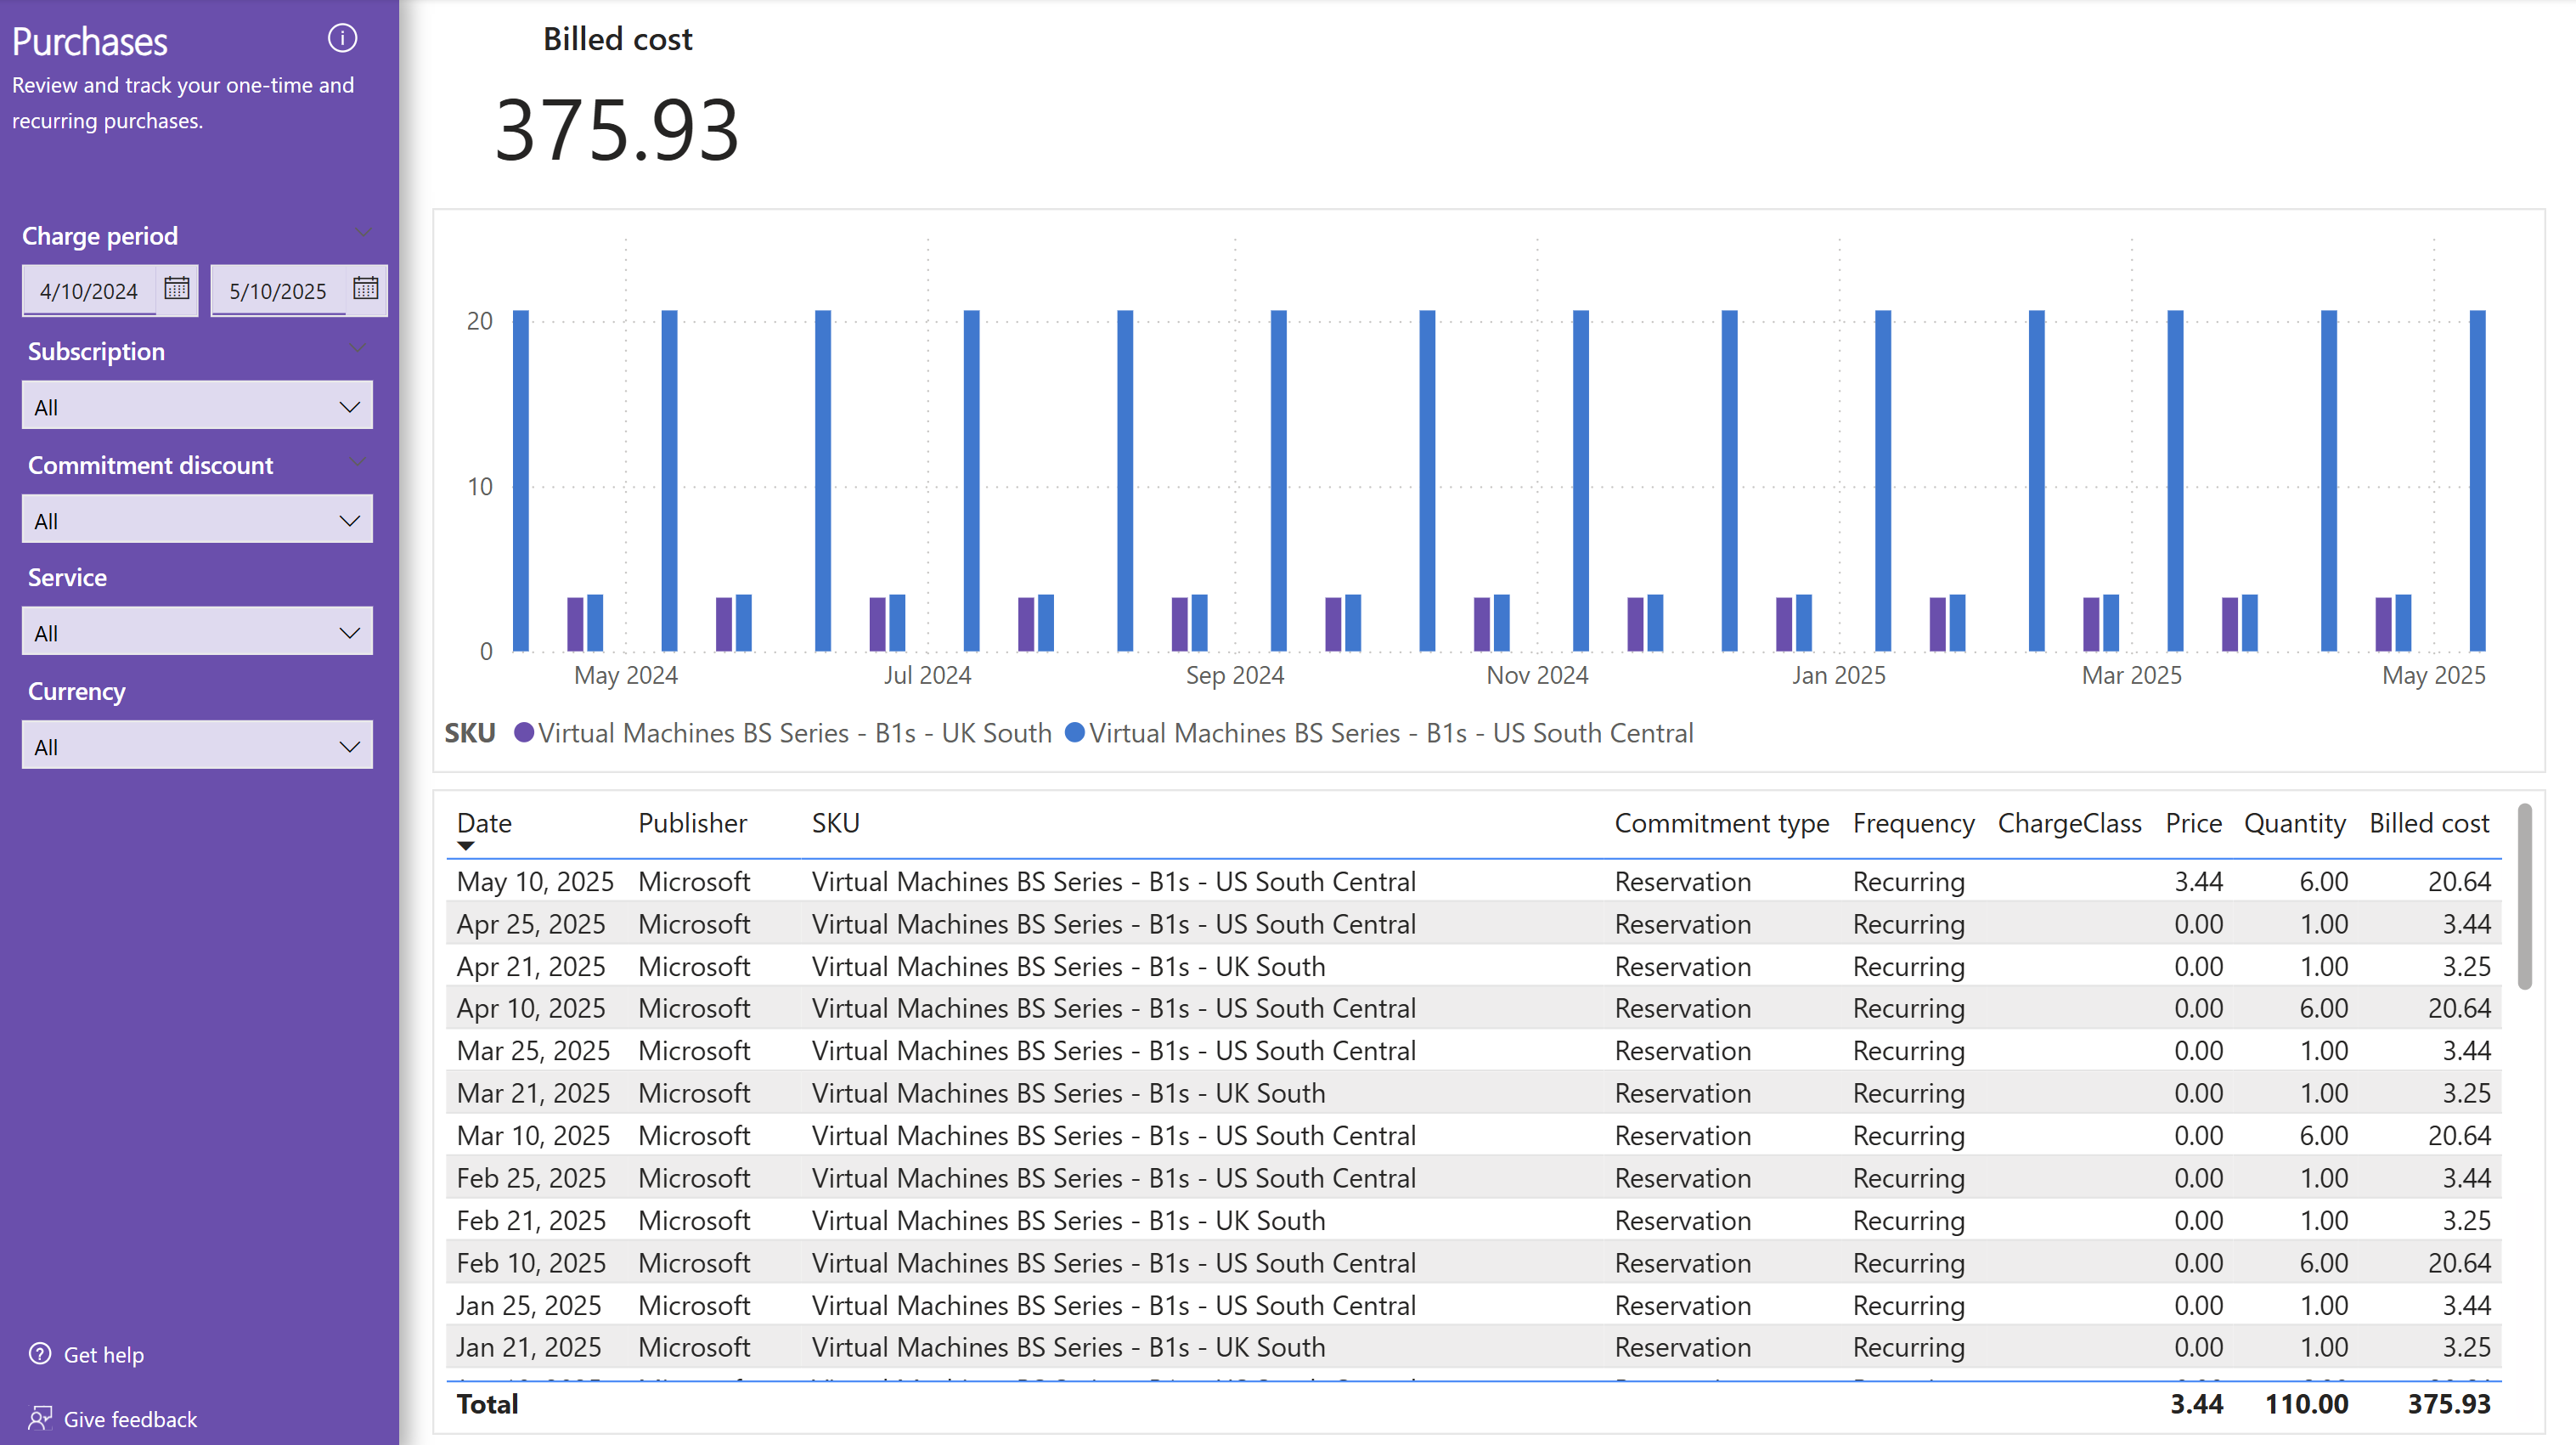 Purchases
Review and track your one-time and
recurring purchases.
Charge period
4/10/2024 5/10/2025
Subscription
All
Commitment discount
All
Service
All
Currency
All
Get help
Give feedback
Billed cost
375.93
20
10
0
May 2024 Jul 2024 Sep 2024 Nov 2024 Jan 2025 Mar 2025 May 2025
SKU Virtual Machines BS Series - B1s - UK South Virtual Machines BS Series - B1s - US South Central
Date Publisher SKU Commitment type Frequency ChargeClass Price Quantity Billed cost
May 10, 2025 Microsoft Virtual Machines BS Series - B1s - US South Central Reservation Recurring 3.44 6.00 20.64
Apr 25, 2025 Microsoft Virtual Machines BS Series - B1s - US South Central Reservation Recurring 0.00 1.00 3.44
Apr 21, 2025 Microsoft Virtual Machines BS Series - B1s - UK South Reservation Recurring 0.00 1.00 3.25
Apr 10, 2025 Microsoft Virtual Machines BS Series - B1s - US South Central Reservation Recurring 0.00 6.00 20.64
Mar 25, 2025 Microsoft Virtual Machines BS Series - B1s - US South Central Reservation Recurring 0.00 1.00 3.44
Mar 21, 2025 Microsoft Virtual Machines BS Series - B1s - UK South Reservation Recurring 0.00 1.00 3.25
Mar 10, 2025 Microsoft Virtual Machines BS Series - B1s - US South Central Reservation Recurring 0.00 6.00 20.64
Feb 25, 2025 Microsoft Virtual Machines BS Series - B1s - US South Central Reservation Recurring 0.00 1.00 3.44
Feb 21, 2025 Microsoft Virtual Machines BS Series - B1s - UK South Reservation Recurring 0.00 1.00 3.25
Feb 10, 2025 Microsoft Virtual Machines BS Series - B1s - US South Central Reservation Recurring 0.00 6.00 20.64
Jan 25, 2025 Microsoft Virtual Machines BS Series - B1s - US South Central Reservation Recurring 0.00 1.00 3.44
Jan 21, 2025 Microsoft Virtual Machines BS Series - B1s - UK South Reservation Recurring 0.00 1.00 3.25
Total 3.44 110.00 375.93